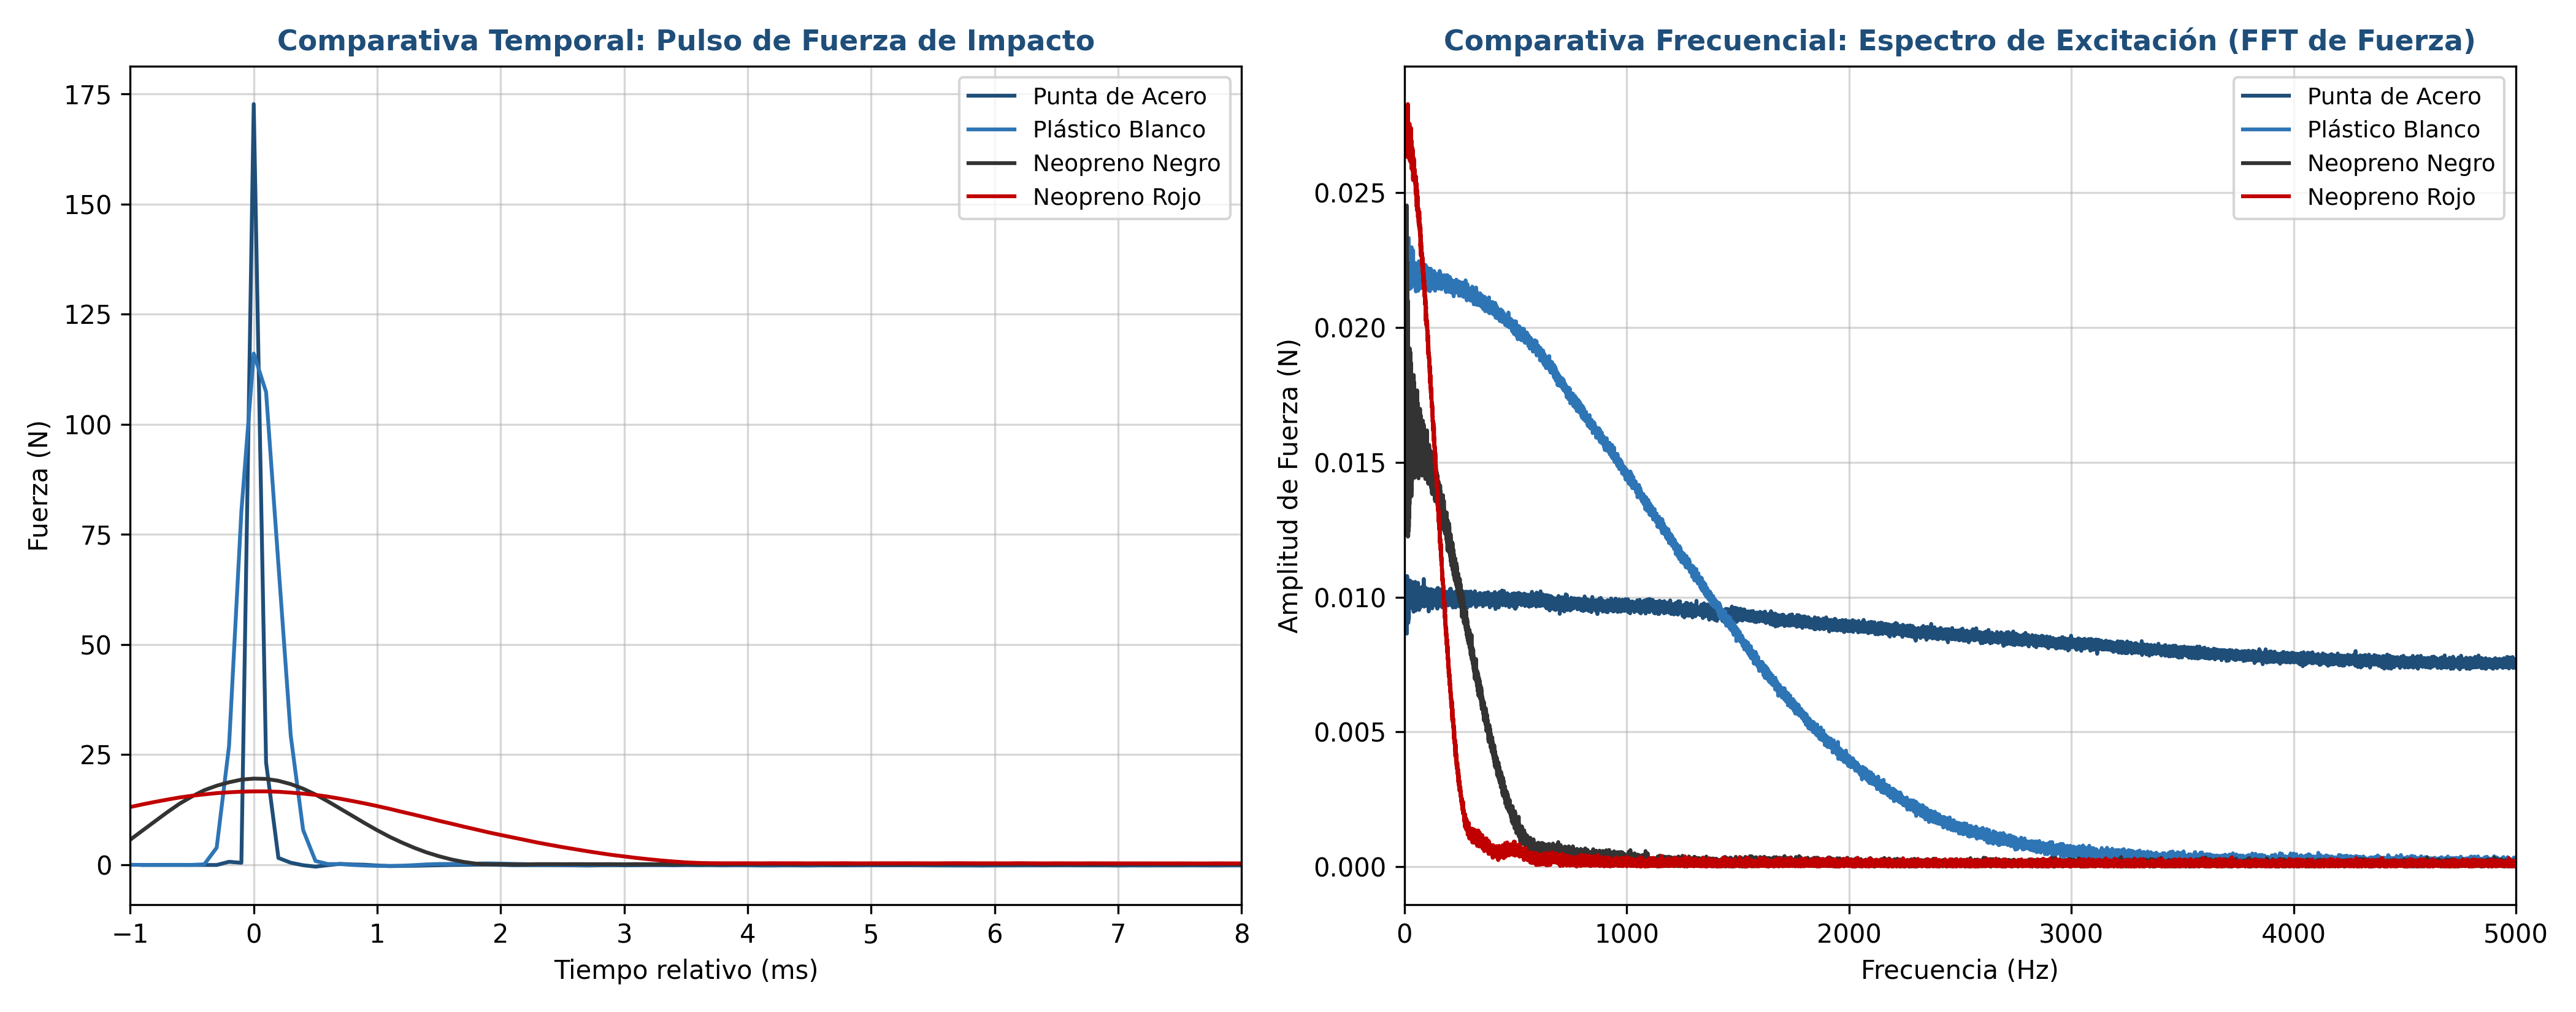 Comparativa Temporal: Pulso de Fuerza de Impacto
Fuerza (N)
175
150
125
100
75
50
25
0
−1 0 1 2 3 4 5 6 7 8
Tiempo relativo (ms)
Punta de Acero
Plástico Blanco
Neopreno Negro
Neopreno Rojo
Comparativa Frecuencial: Espectro de Excitación (FFT de Fuerza)
Amplitud de Fuerza (N)
0.025
0.020
0.015
0.010
0.005
0.000
0 1000 2000 3000 4000 5000
Frecuencia (Hz)
Punta de Acero
Plástico Blanco
Neopreno Negro
Neopreno Rojo